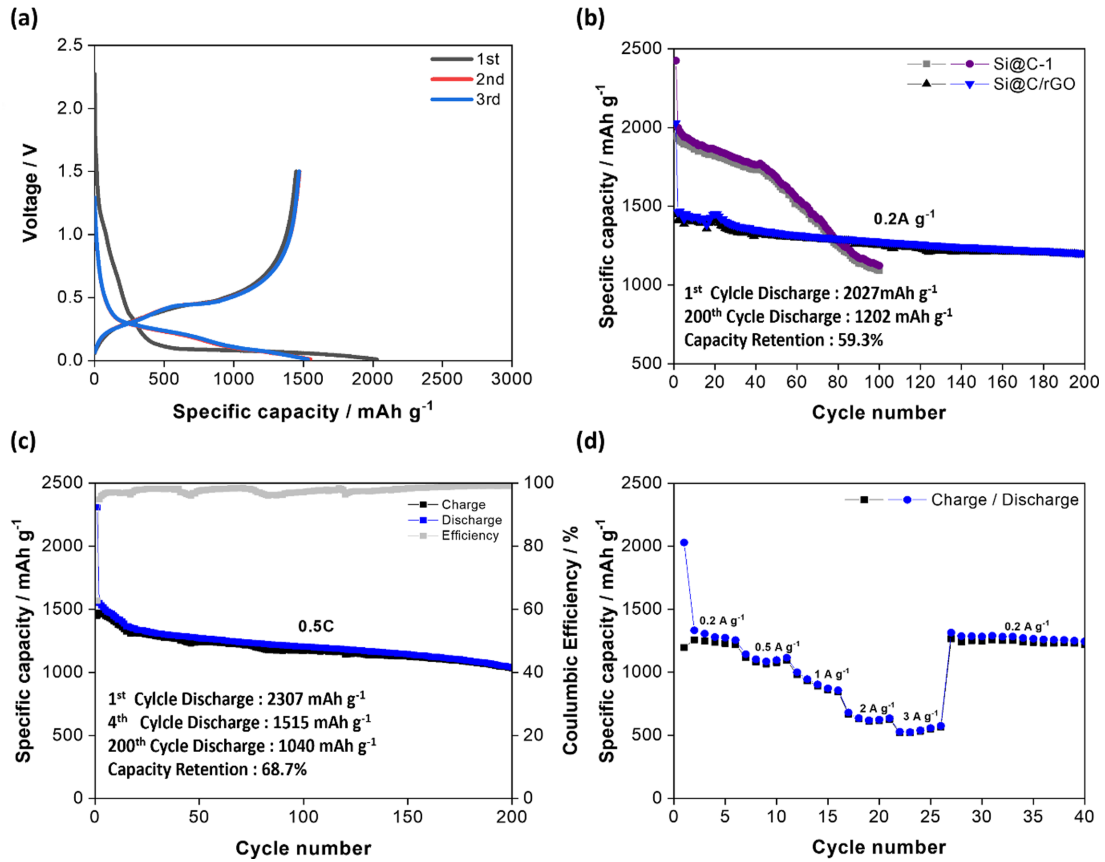 (a)
2.5
2.0
1.5
1.0
0.5
0.0
Voltage / V
1st
2nd
3rd
0 500 1000 1500 2000 2500 3000
Specific capacity / mAh g-1
(b)
2500
2000
1500
1000
500
Specific capacity / mAh g-1
Si@C-1
Si@C/rGO
0.2A g-1
1st Cylcle Discharge : 2027mAh g-1
200th Cycle Discharge : 1202 mAh g-1
Capacity Retention : 59.3%
0 20 40 60 80 100 120 140 160 180 200
Cycle number
(c)
2500
2000
1500
1000
500
0
Specific capacity / mAh g-1
Charge
Discharge
Efficiency
0.5C
1st Cylcle Discharge : 2307 mAh g-1
4th Cylcle Discharge : 1515 mAh g-1
200th Cycle Discharge : 1040 mAh g-1
Capacity Retention : 68.7%
100
80
60
40
20
0
Coulumbic Efficiency / %
0 50 100 150 200
Cycle number
(d)
2500
2000
1500
1000
500
0
Specific capacity / mAh g-1
Charge / Discharge
0.2 A g-1
0.5 A g-1
1 A g-1
2 A g-1
3 A g-1
0.2 A g-1
0 5 10 15 20 25 30 35 40
Cycle number